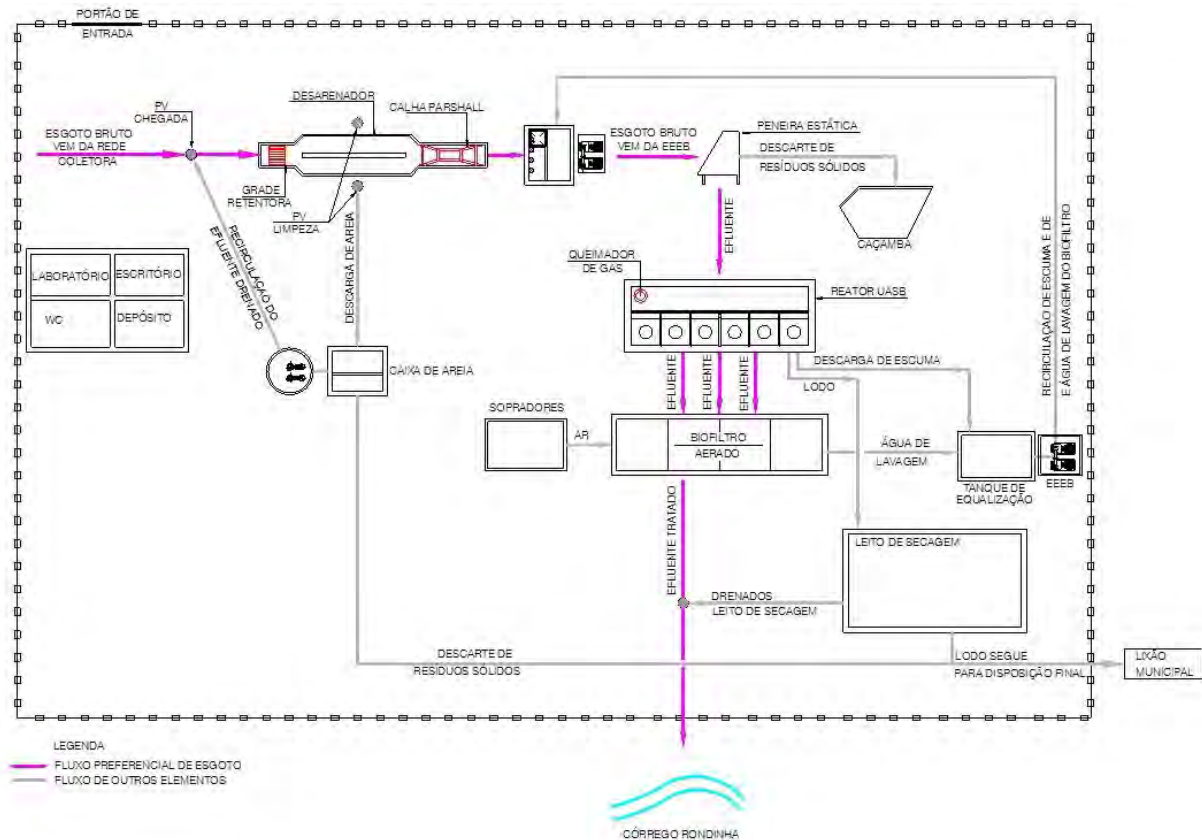 PORTÃO DE
ENTRADA
PV
CHEGADA
ESGOTO BRUTO
VEM DA REDE
COLETORA
DESARENADOR
CALHA PARSHALL
GRADE
RETENTORA
PV
LIMPEZA
ESGOTO BRUTO
VEM DA EEEB
PENEIRA ESTÁTICA
DESCARTE DE
RESÍDUOS SÓLIDOS
CAÇAMBA
EFLUENTE
RECIRCULAÇÃO DO
EFLUENTE DRENADO
DESCARGA DE AREIA
LABORATÓRIO
ESCRITÓRIO
WC
DEPÓSITO
QUEIMADOR
DE GAS
REATOR UASB
CAIXA DE AREIA
DESCARGA DE ESCUMA
LODO
EFLUENTE
EFLUENTE
EFLUENTE
RECIRCULAÇÃO DE ESCUMA E DE
E ÁGUA DE LAVAGEM DO BIOFILTRO
SOPRADORES
AR
BIOFILTRO
AERADO
ÁGUA DE
LAVAGEM
TANQUE DE
EQUALIZAÇÃO
EEEB
EFLUENTE TRATADO
LEITO DE SECAGEM
DRENADOS
LEITO DE SECAGEM
DESCARTE DE
RESÍDUOS SÓLIDOS
LODO SEGUE
PARA DISPOSIÇÃO FINAL
LIXÃO
MUNICIPAL
LEGENDA
FLUXO PREFERENCIAL DE ESGOTO
FLUXO DE OUTROS ELEMENTOS
CÓRREGO RONDINHA